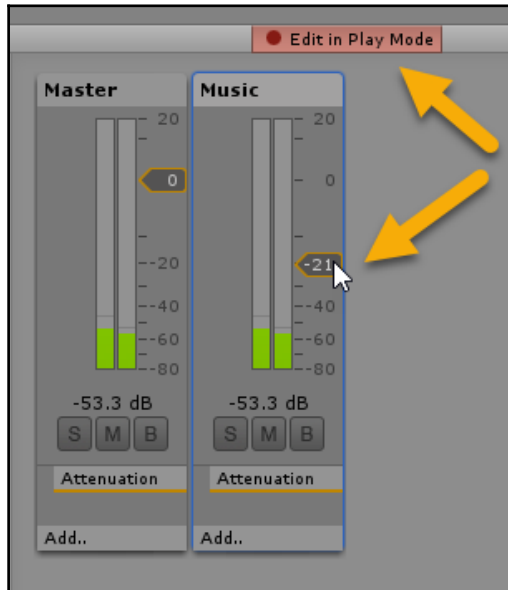 Edit in Play Mode
Master
20
0
-20
-40
-60
-80
0
-53.3 dB
S M B
Attenuation
Add..
Music
20
0
-20
-40
-60
-80
-21
-53.3 dB
S M B
Attenuation
Add..